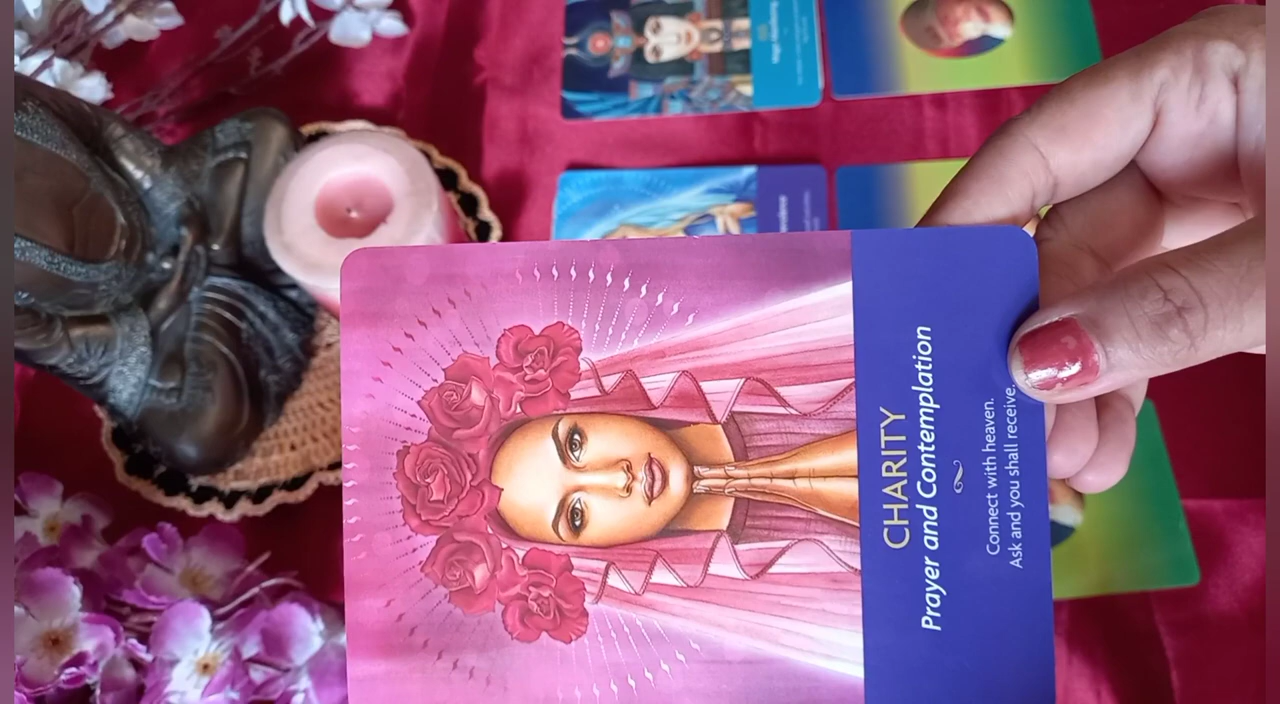 CHARITY
Prayer and Contemplation
Connect with heaven.
Ask and you shall receive.